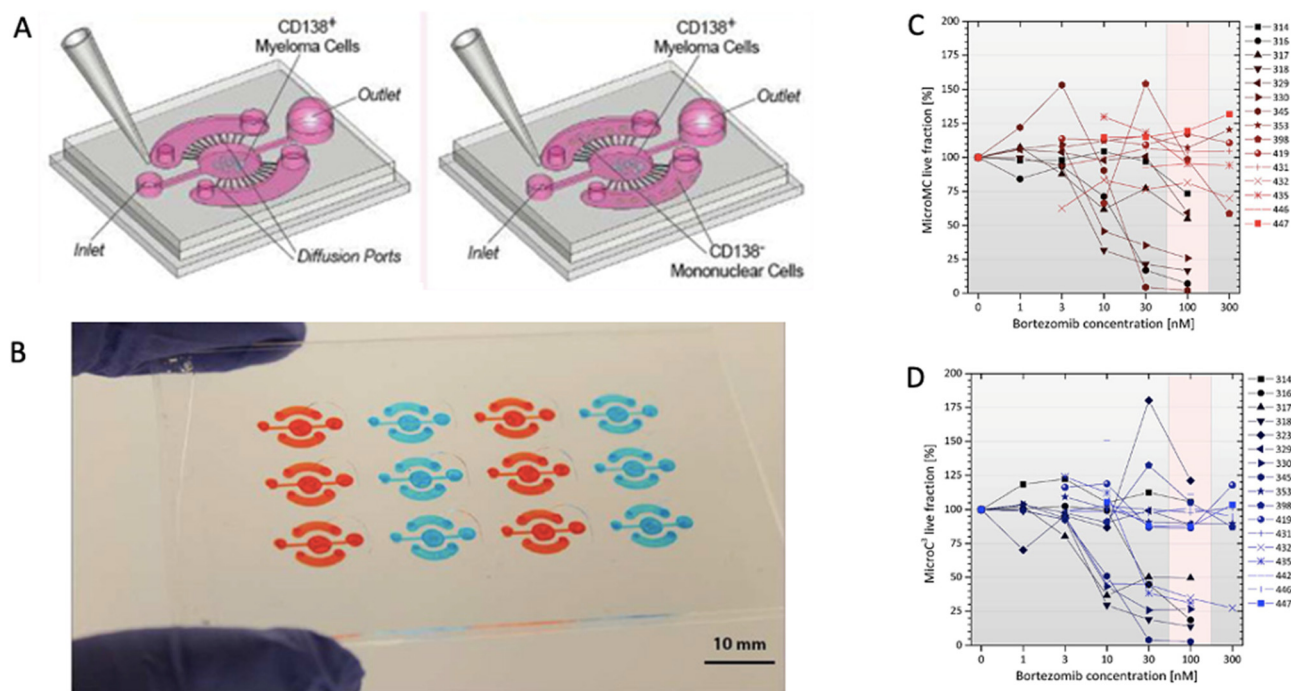 A
CD138⁺
Myeloma Cells
Outlet
Inlet
Diffusion Ports
CD138⁺
Myeloma Cells
Outlet
Inlet
CD138⁻
Mononuclear Cells
B
10 mm
C
MicroMC live fraction [%]
200
175
150
125
100
75
50
25
0
0 1 3 10 30 100 300
Bortezomib concentration [nM]
314
316
317
318
329
330
345
353
398
419
431
432
435
446
447
D
MicroC³ live fraction [%]
200
175
150
125
100
75
50
25
0
0 1 3 10 30 100 300
Bortezomib concentration [nM]
314
316
317
318
323
329
330
345
353
398
419
431
432
435
442
446
447